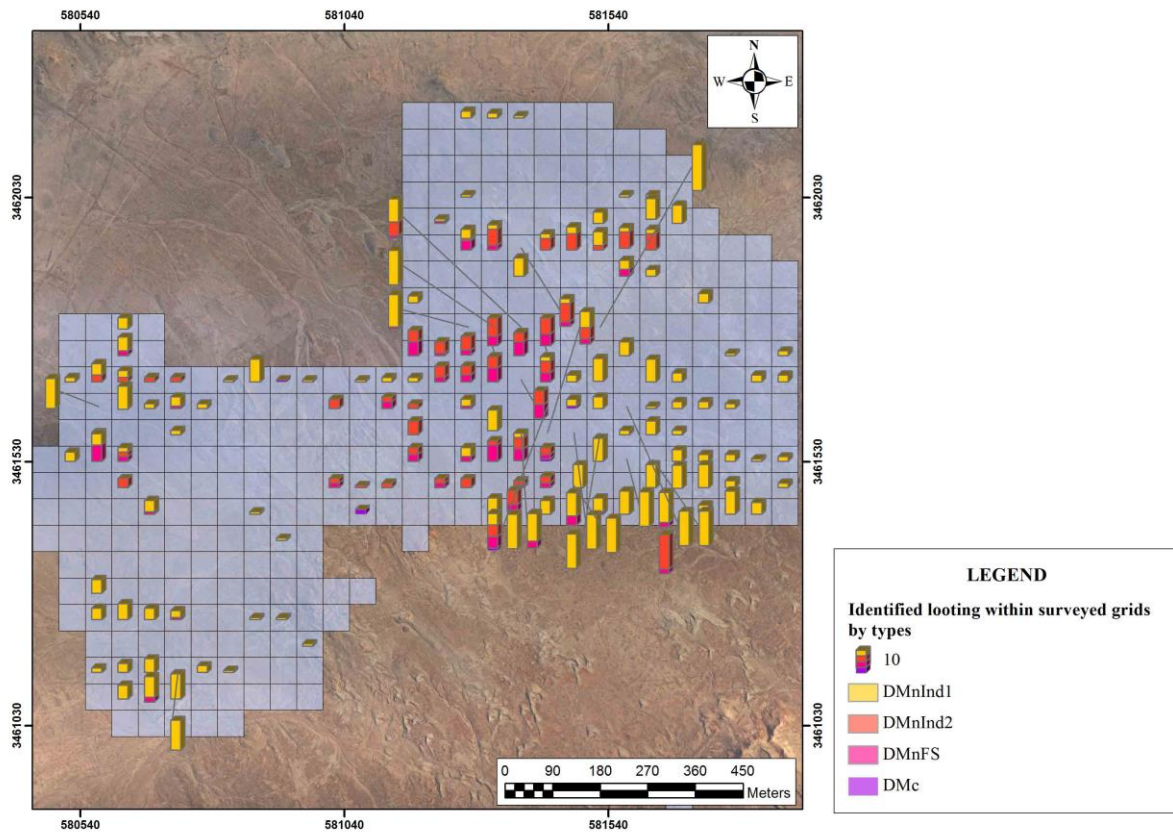 580540 581040 581540
N
W E
S
3462030 3462030
3461530 3461530
3461030 3461030
0 90 180 270 360 450
Meters
580540 581040 581540
LEGEND
Identified looting within surveyed grids
by types
10
DMnInd1
DMnInd2
DMnFS
DMc